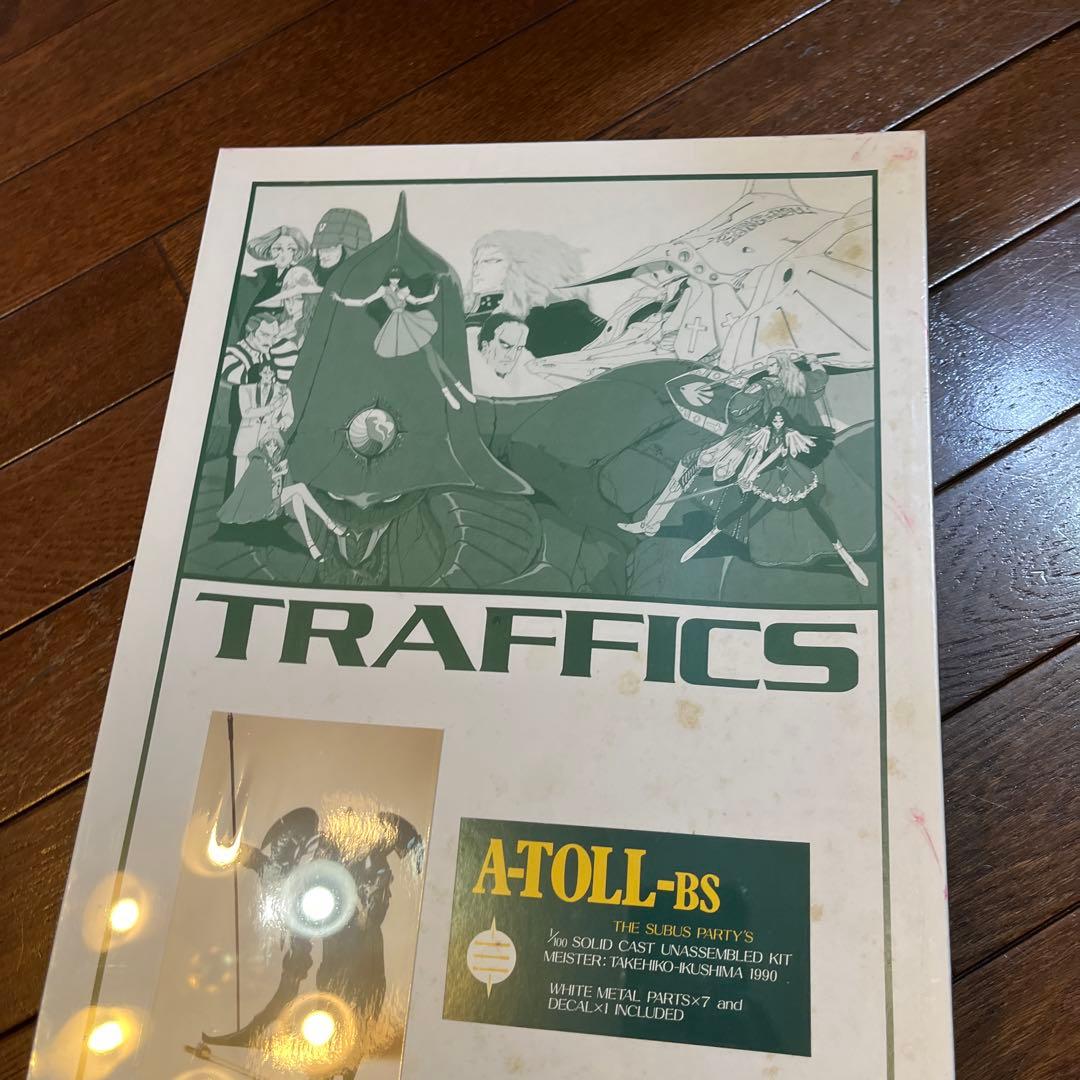 TRAFFICS
A-TOLL-BS
THE SUBUS PARTY'S
1/100 SOLID CAST UNASSEMBLED KIT
MEISTER: TAKEHIKO-IKUSHIMA 1990
WHITE METAL PARTS×7 and
DECAL×1 INCLUDED